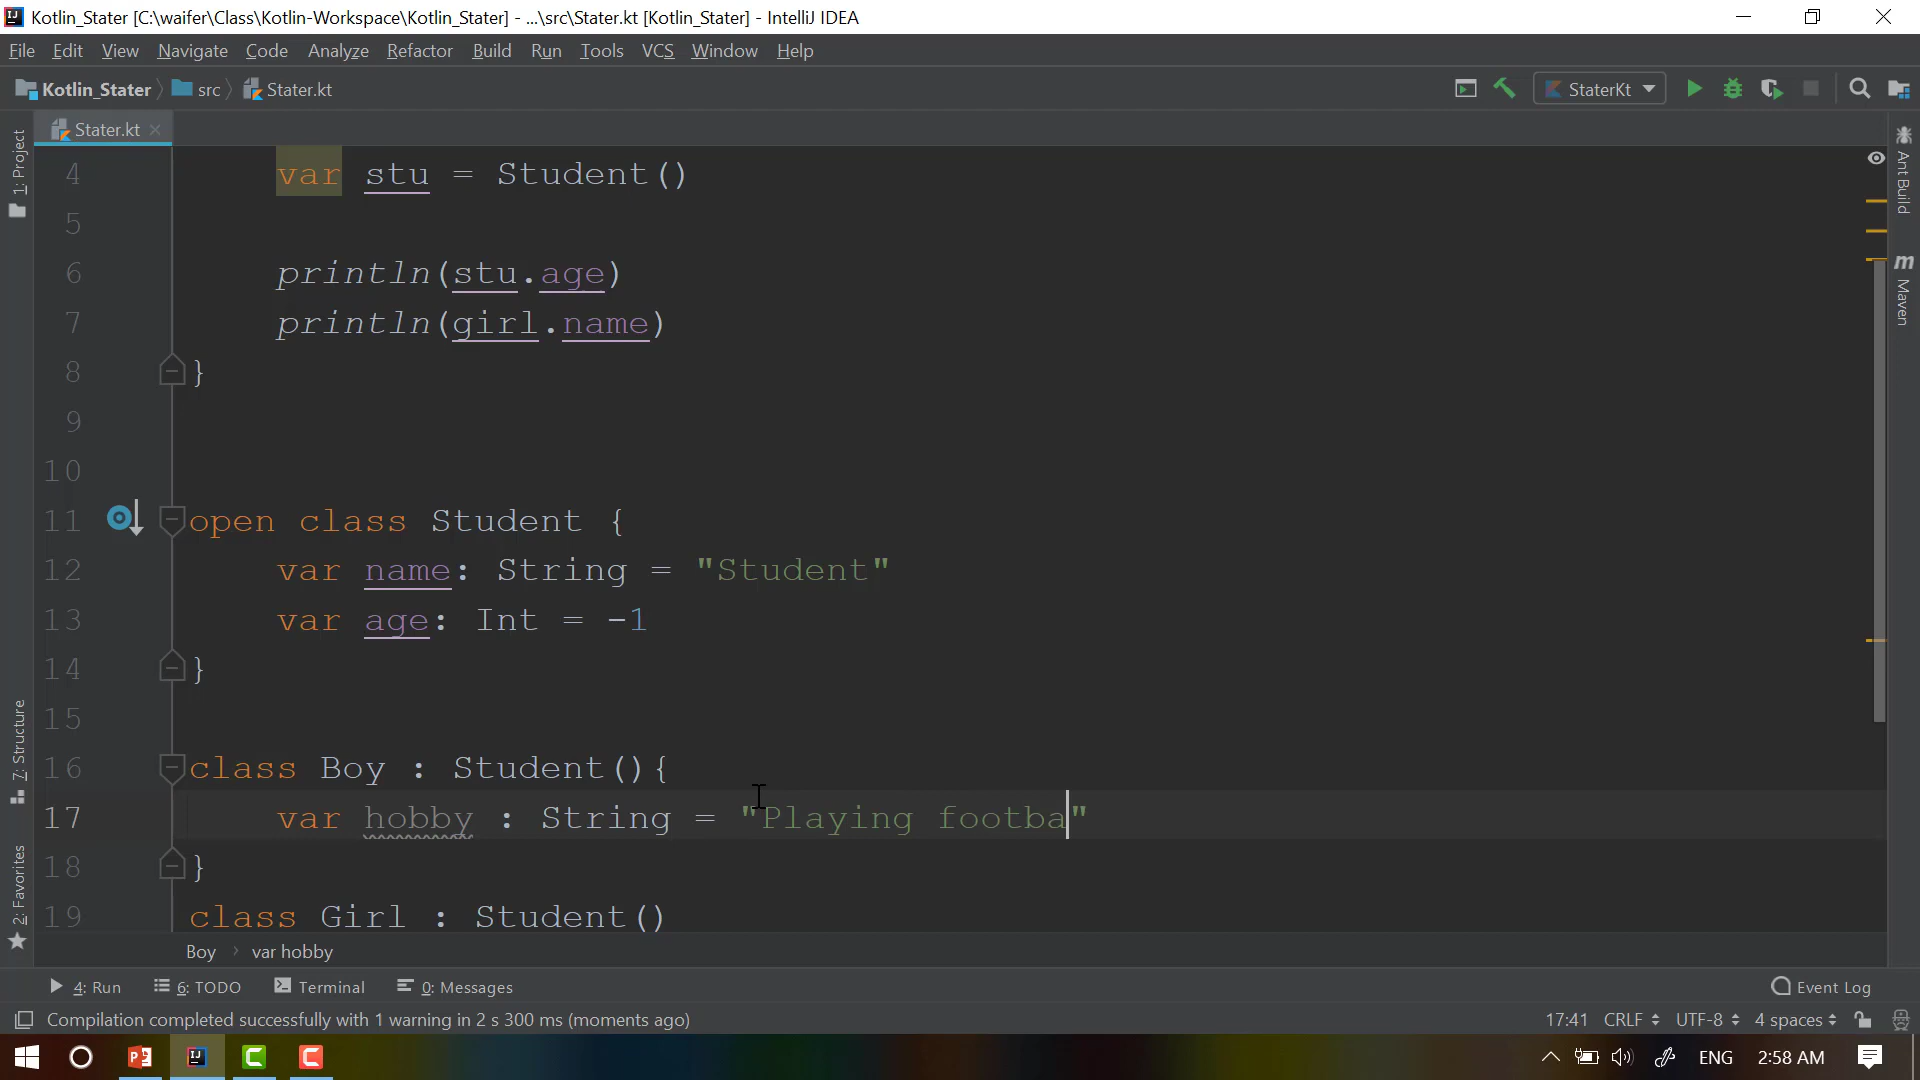 Kotlin_Stater [C:\waifer\Class\Kotlin-Workspace\Kotlin_Stater] - ...\src\Stater.kt [Kotlin_Stater] - IntelliJ IDEA
File Edit View Navigate Code Analyze Refactor Build Run Tools VCS Window Help
Kotlin_Stater src Stater.kt StaterKt
Stater.kt
1: Project
7: Structure
2: Favorites
Ant Build
m Maven
4 var stu = Student()
5
6 println(stu.age)
7 println(girl.name)
8 }
9
10
11 open class Student {
12 var name: String = "Student"
13 var age: Int = -1
14 }
15
16 class Boy : Student(){
17 var hobby : String = "Playing footba"
18 }
19 class Girl : Student()
Boy var hobby
4: Run 6: TODO Terminal 0: Messages Event Log
Compilation completed successfully with 1 warning in 2 s 300 ms (moments ago) 17:41 CRLF UTF-8 4 spaces
ENG 2:58 AM